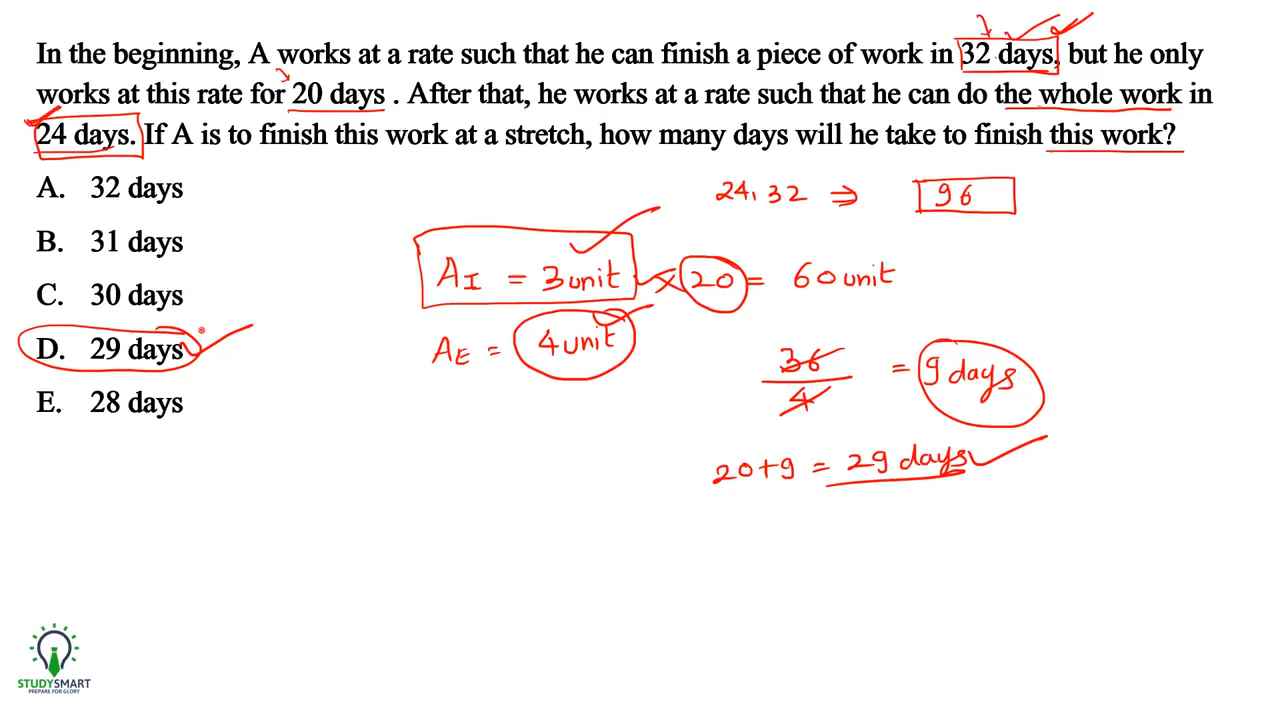 In the beginning, A works at a rate such that he can finish a piece of work in 32 days, but he only
works at this rate for 20 days . After that, he works at a rate such that he can do the whole work in
24 days. If A is to finish this work at a stretch, how many days will he take to finish this work?
A. 32 days
B. 31 days
C. 30 days
D. 29 days
E. 28 days
24, 32 ⇒ 96
A_I = 3 unit × 20 = 60 unit
A_E = 4 unit
36
4
= 9 days
20+9 = 29 days
STUDYSMART
PREPARE FOR GLORY